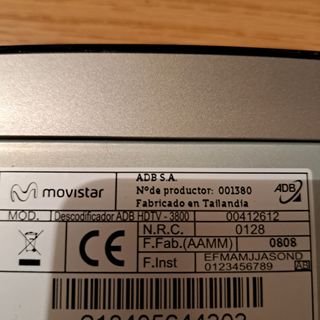 ADB S.A.
movistar
Nº de productor: 001380
ADB
Fabricado en Tailandia
MOD. Descodificador ADB HDTV - 3800 00412612
N.R.C. 0128
F.Fab.(AAMM) 0808
CE
F.Inst EFMAMJJASOND
0123456789